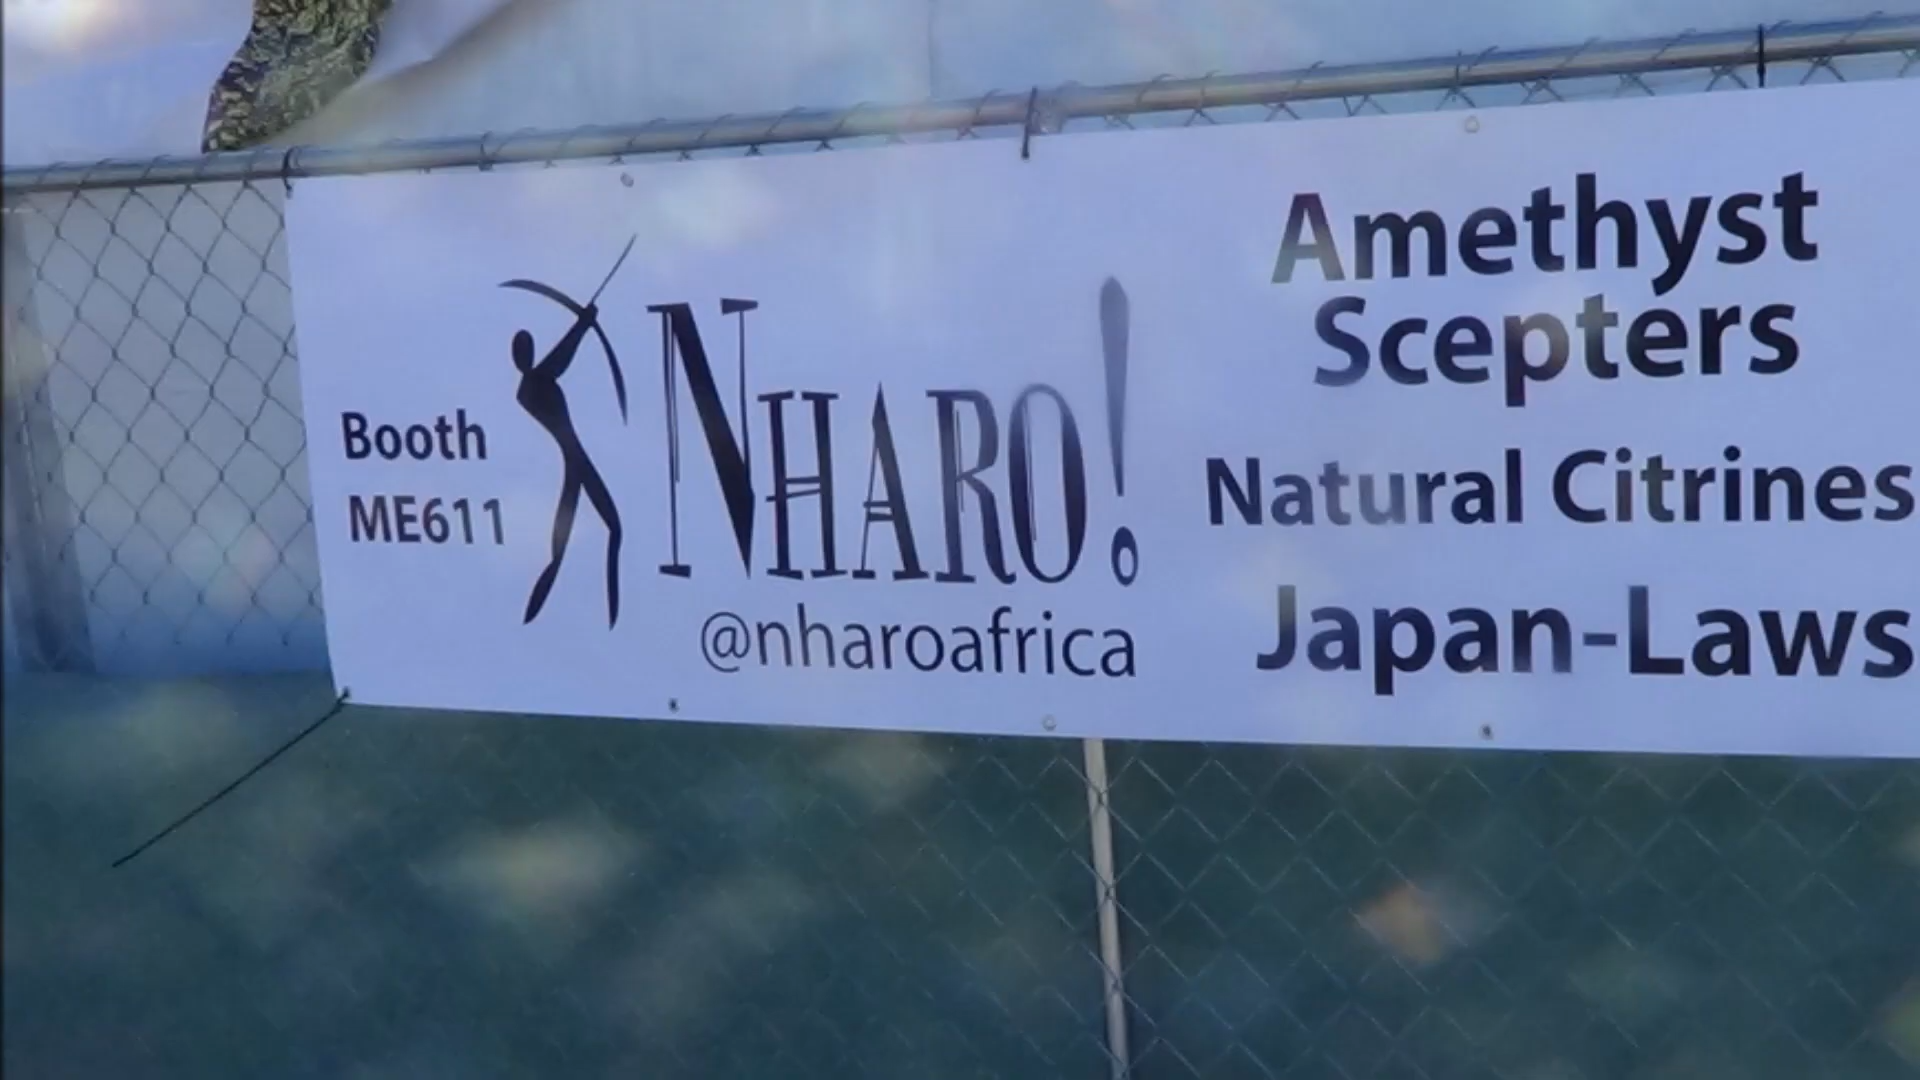 Booth
ME611
NHARO!
@nharoafrica
Amethyst
Scepters
Natural Citrines
Japan-Laws